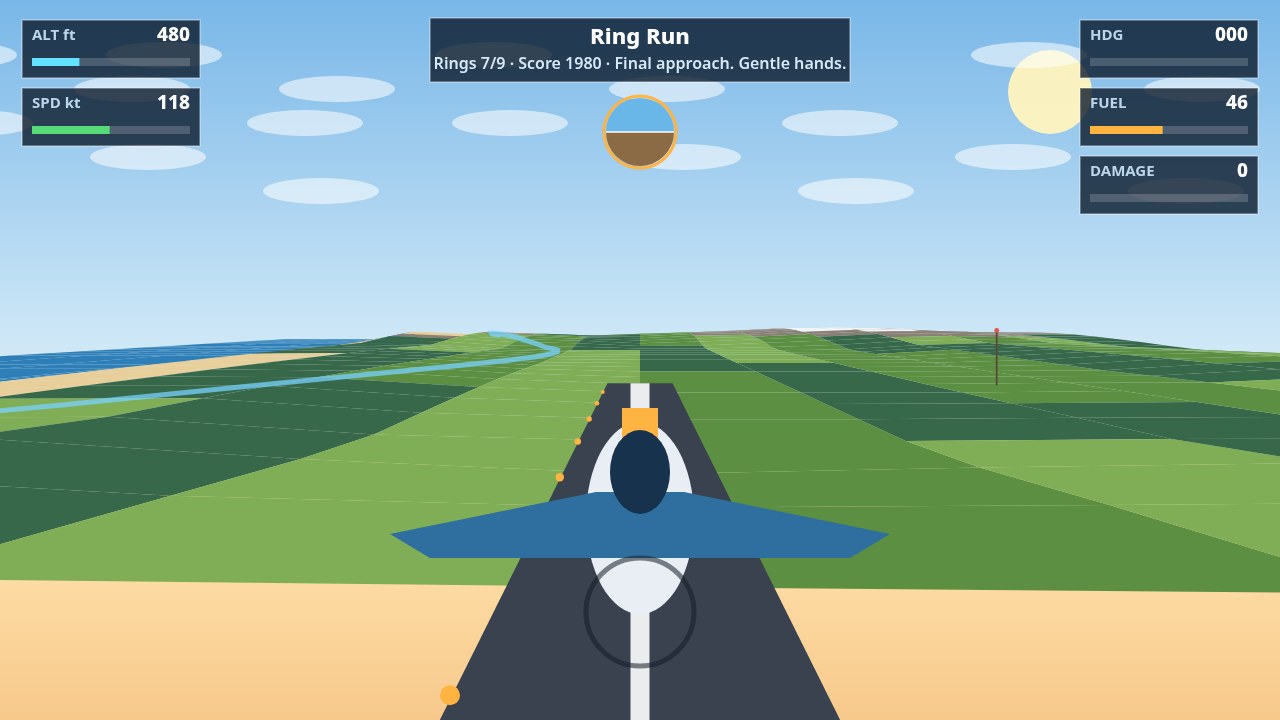 ALT ft 480
SPD kt 118
Ring Run
Rings 7/9 · Score 1980 · Final approach. Gentle hands.
HDG 000
FUEL 46
DAMAGE 0